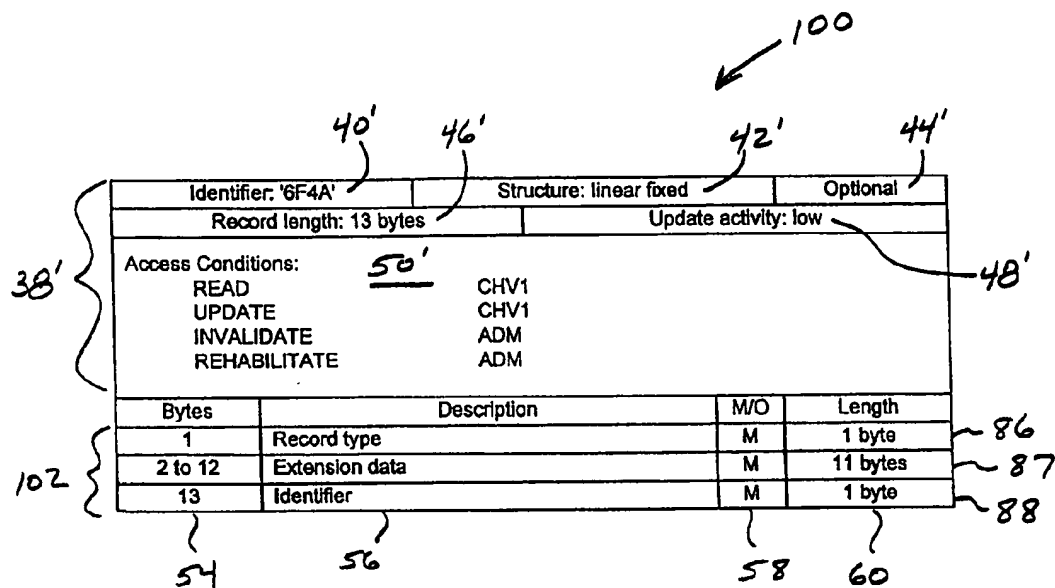 100
40' 46' 42' 44'
Identifier: '6F4A' Structure: linear fixed Optional
Record length: 13 bytes Update activity: low
Access Conditions: 50'
READ CHV1
UPDATE CHV1
INVALIDATE ADM
REHABILITATE ADM
38' 48'
Bytes Description M/O Length
1 Record type M 1 byte 86
2 to 12 Extension data M 11 bytes 87
13 Identifier M 1 byte 88
102
54 56 58 60